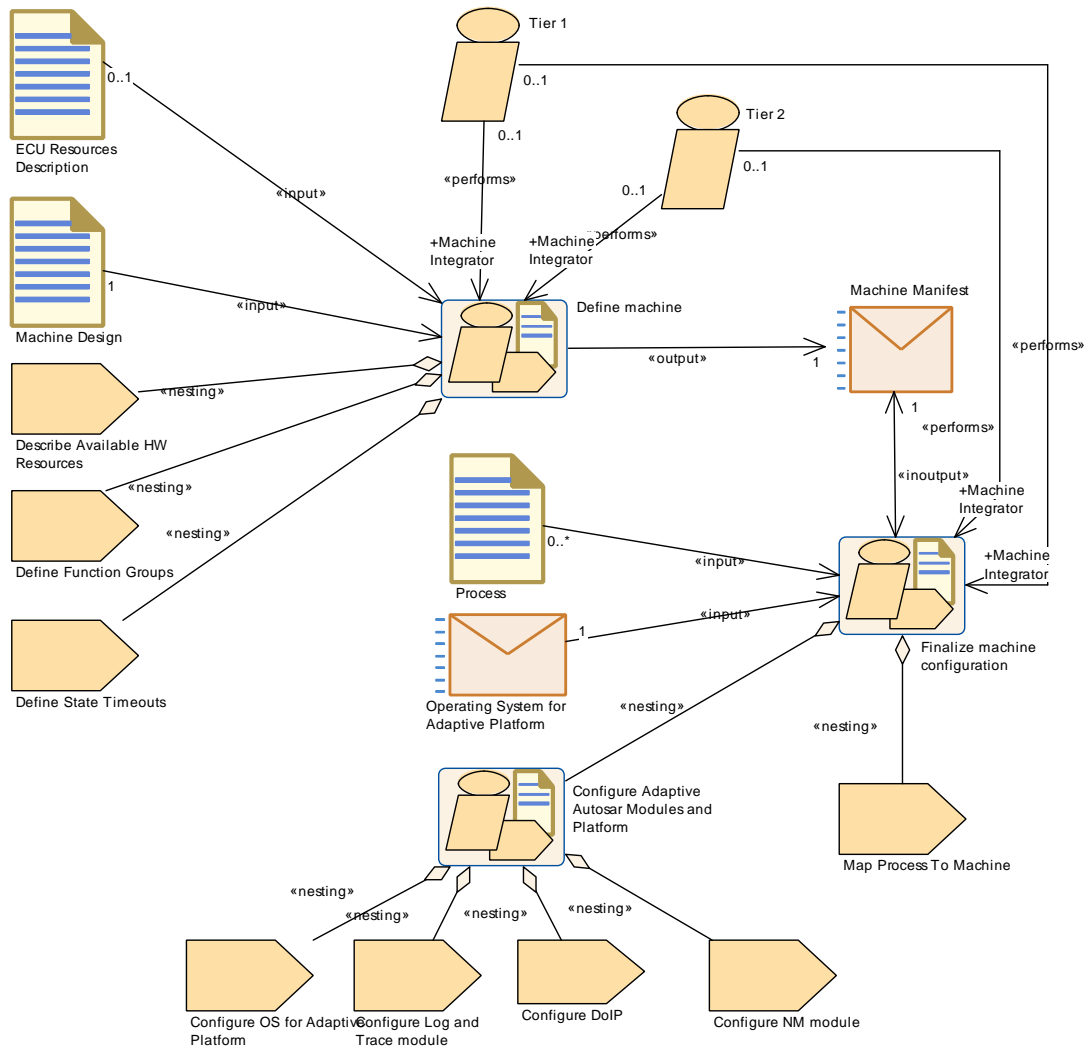 Tier 1
0..1
0..1
0..1
Tier 2
0..1
0..1
ECU Resources
Description
«input»
«performs»
«performs»
+Machine
Integrator
+Machine
Integrator
1
Machine Design
«input»
Define machine
Machine Manifest
«output»
1
«performs»
1
«performs»
«nesting»
Describe Available HW
Resources
«nesting»
«nesting»
Define Function Groups
«inoutput»
+Machine
Integrator
0..*
Process
«input»
+Machine
Integrator
1
«input»
Operating System for
Adaptive Platform
Finalize machine
configuration
Define State Timeouts
«nesting»
«nesting»
Configure Adaptive
Autosar Modules and
Platform
Map Process To Machine
«nesting»
«nesting»
«nesting»
«nesting»
Configure OS for Adaptive
Platform
Configure Log and
Trace module
Configure DoIP
Configure NM module